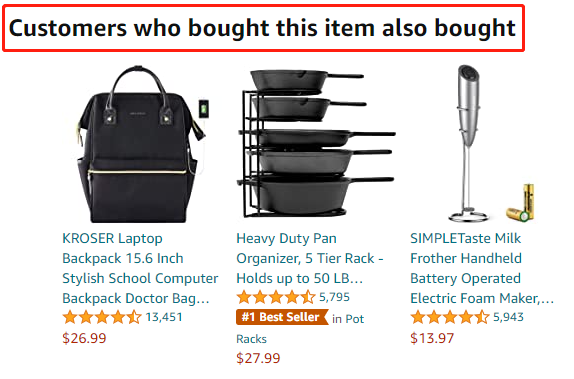 Customers who bought this item also bought
KROSER Laptop
Backpack 15.6 Inch
Stylish School Computer
Backpack Doctor Bag...
13,451
$26.99
Heavy Duty Pan
Organizer, 5 Tier Rack -
Holds up to 50 LB...
5,795
#1 Best Seller in Pot
Racks
$27.99
SIMPLETaste Milk
Frother Handheld
Battery Operated
Electric Foam Maker,...
5,943
$13.97